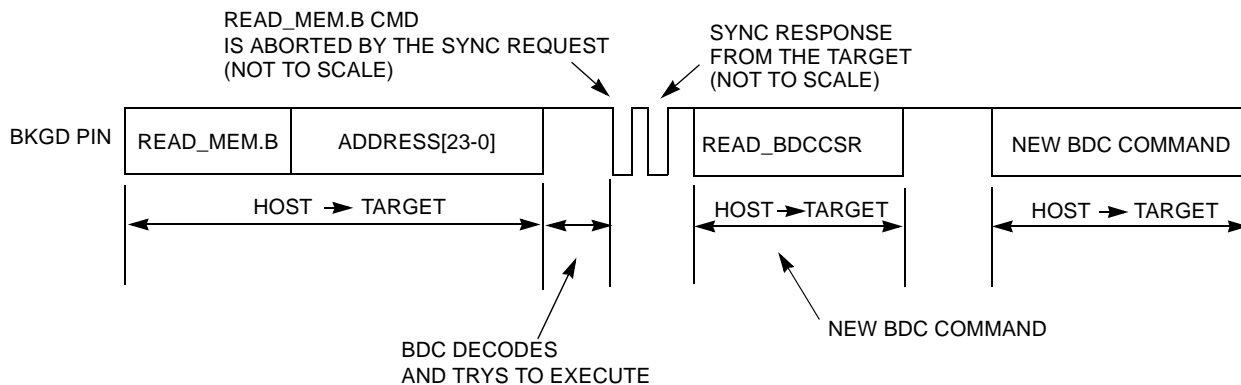 READ_MEM.B CMD
IS ABORTED BY THE SYNC REQUEST
(NOT TO SCALE)
SYNC RESPONSE
FROM THE TARGET
(NOT TO SCALE)
BKGD PIN
READ_MEM.B
ADDRESS[23-0]
READ_BDCCSR
NEW BDC COMMAND
HOST
TARGET
HOST
TARGET
HOST
TARGET
BDC DECODES
AND TRYS TO EXECUTE
NEW BDC COMMAND